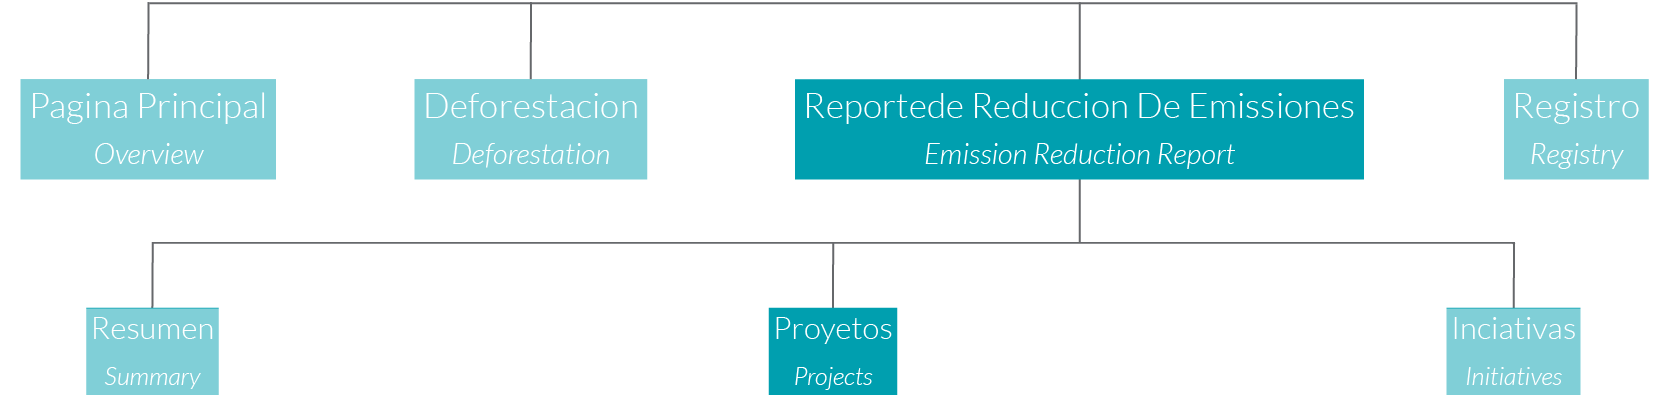 Pagina Principal
Overview
Deforestacion
Deforestation
Reportede Reduccion De Emissiones
Emission Reduction Report
Registro
Registry
Resumen
Summary
Proyetos
Projects
Inciativas
Initiatives